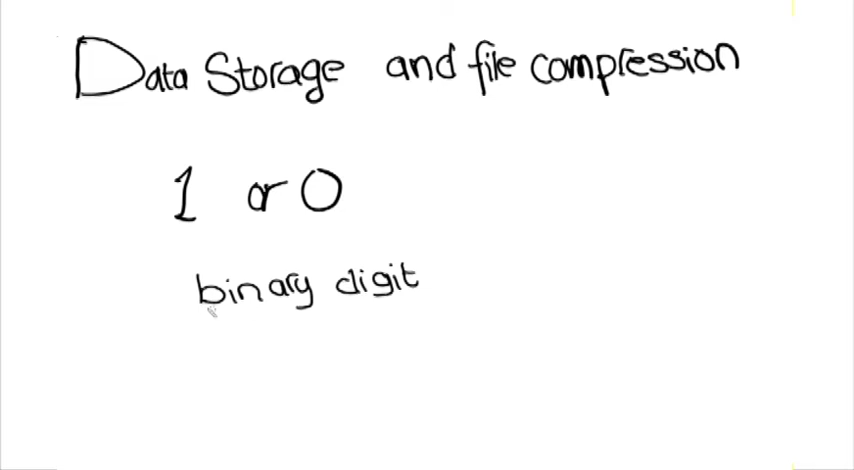 Data Storage and file compression
1 or 0
binary digit